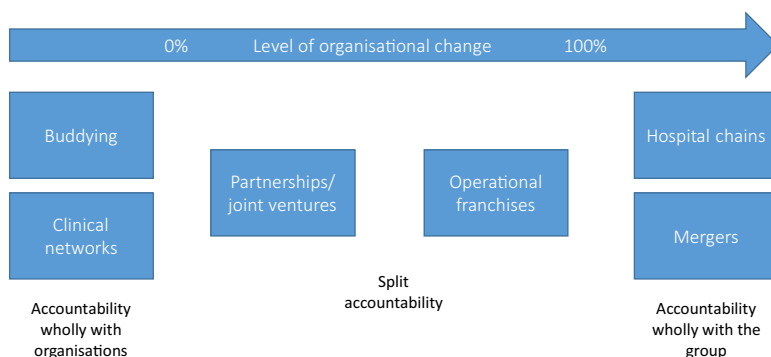 0% Level of organisational change 100%
Buddying
Hospital chains
Partnerships/
joint ventures
Operational
franchises
Clinical
networks
Mergers
Split
accountability
Accountability
wholly with
organisations
Accountability
wholly with the
group